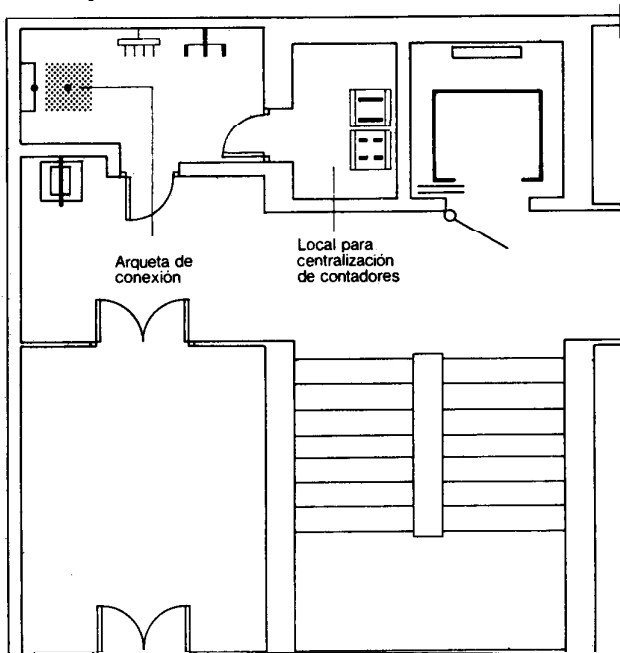 Arqueta de
conexión
Local para
centralización
de contadores